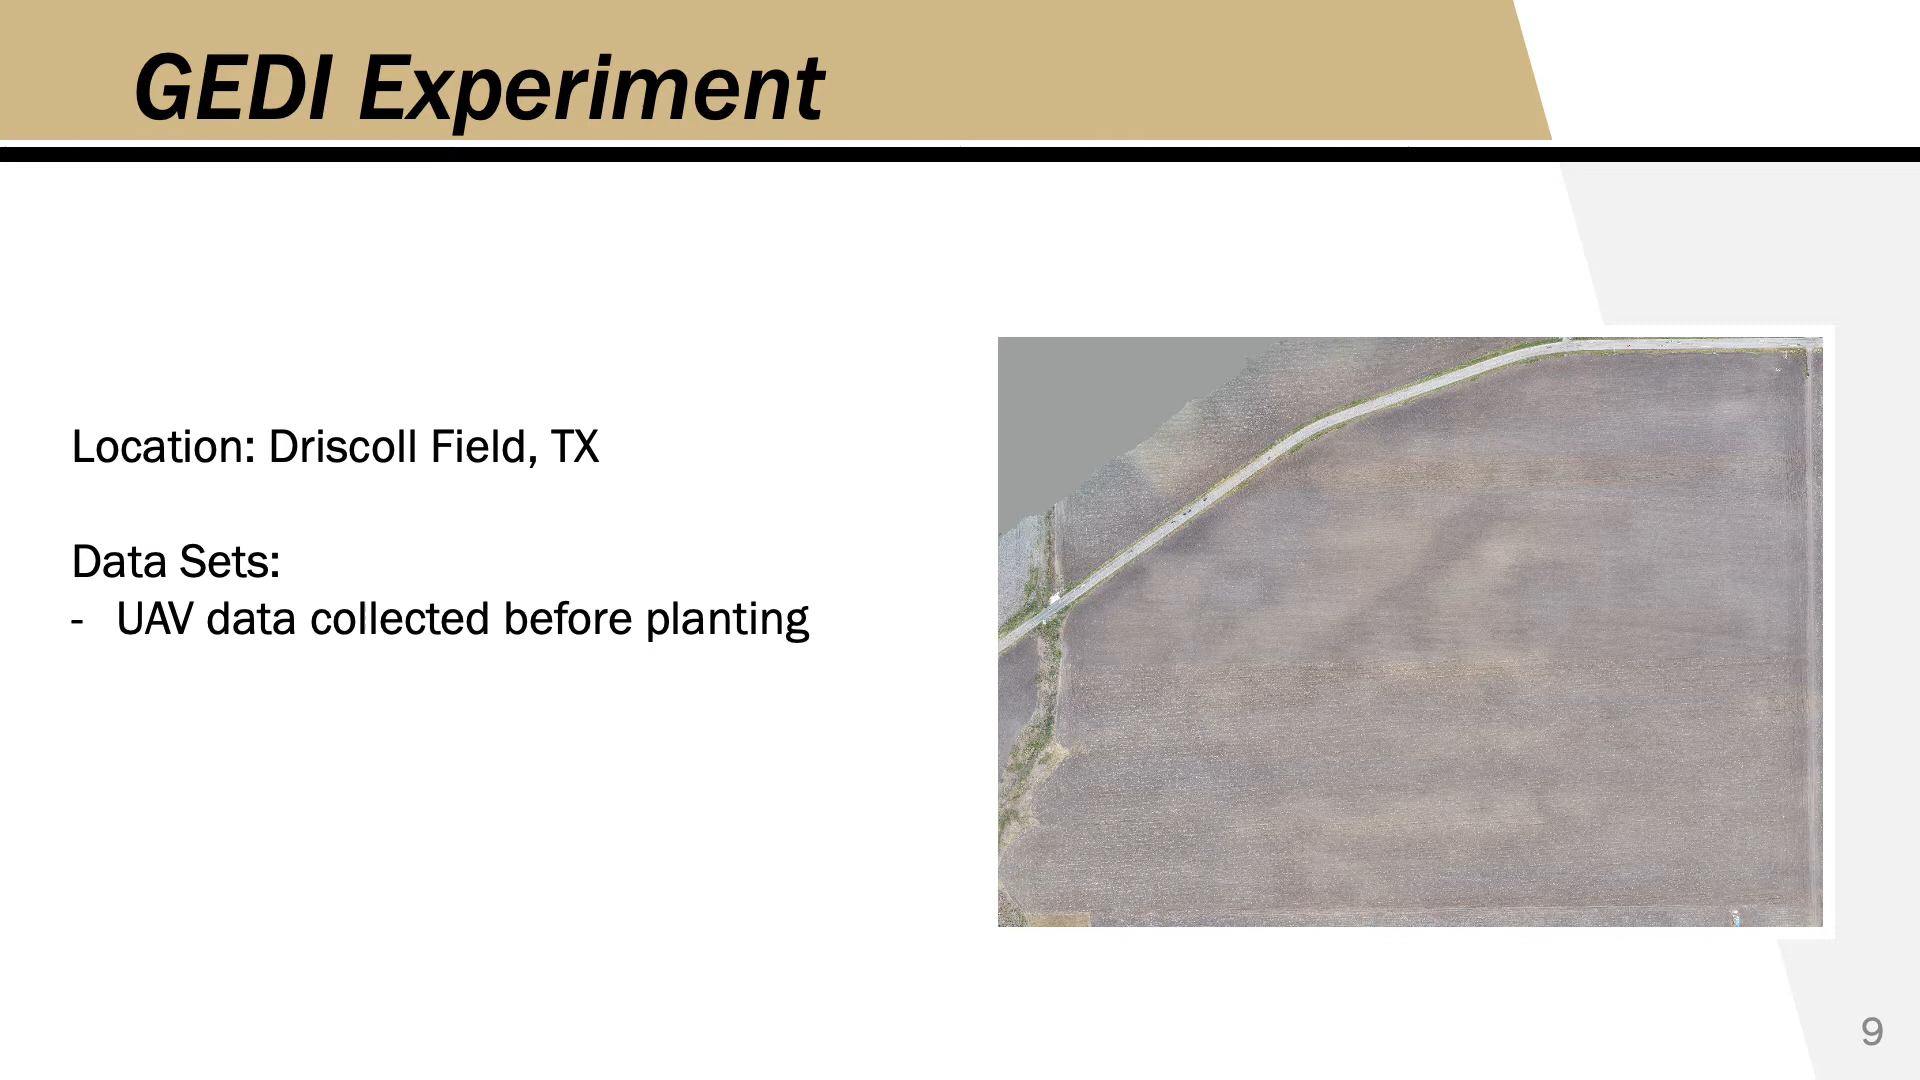 GEDI Experiment
Location: Driscoll Field, TX
Data Sets:
- UAV data collected before planting
9